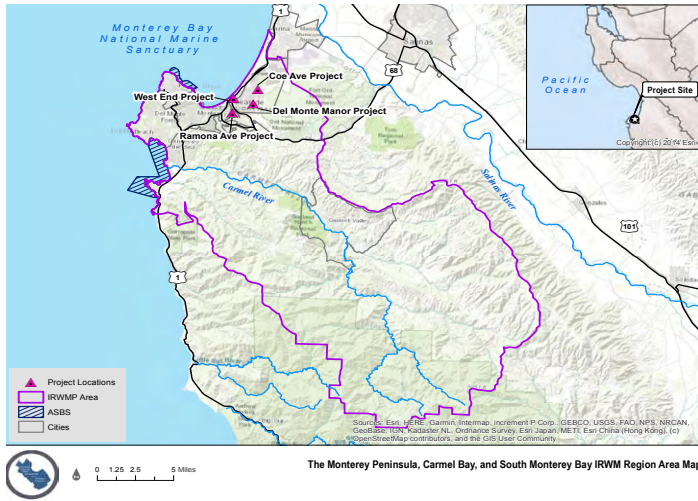 Monterey Bay
National Marine
Sanctuary
1
Salinas
68
Coe Ave Project
West End Project
Del Monte Manor Project
Ramona Ave Project
Pacific
Ocean
Project Site
Copyright:(c) 2014 Esri
Carmel River
Salinas River
Carmel Valley
Gonzales
101
1
Project Locations
IRWMP Area
ASBS
Cities
Sources: Esri, HERE, Garmin, Intermap, increment P Corp., GEBCO, USGS, FAO, NPS, NRCAN,
GeoBase, IGN, Kadaster NL, Ordnance Survey, Esri Japan, METI, Esri China (Hong Kong), (c)
OpenStreetMap contributors, and the GIS User Community
0 1.25 2.5 5 Miles
The Monterey Peninsula, Carmel Bay, and South Monterey Bay IRWM Region Area Map